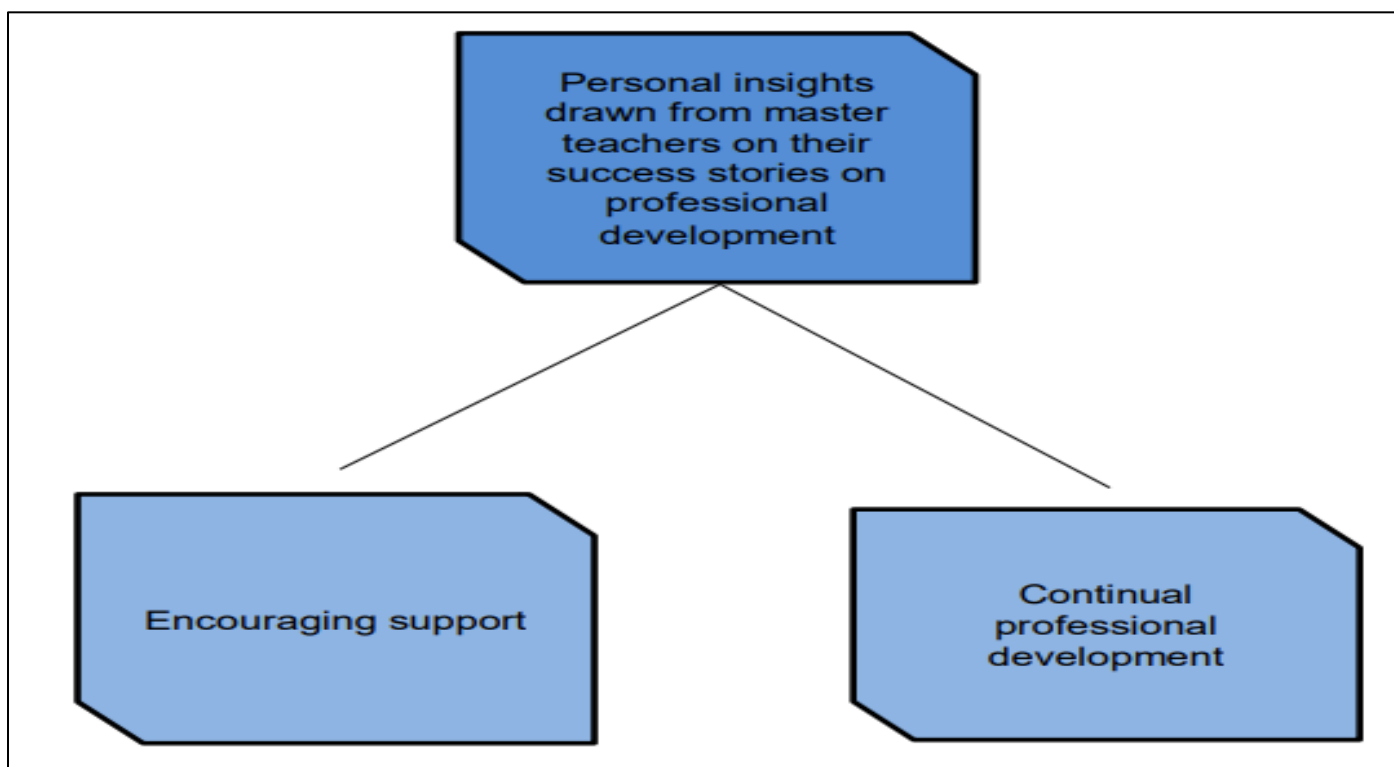 Personal insights
drawn from master
teachers on their
success stories on
professional
development
Encouraging support
Continual
professional
development